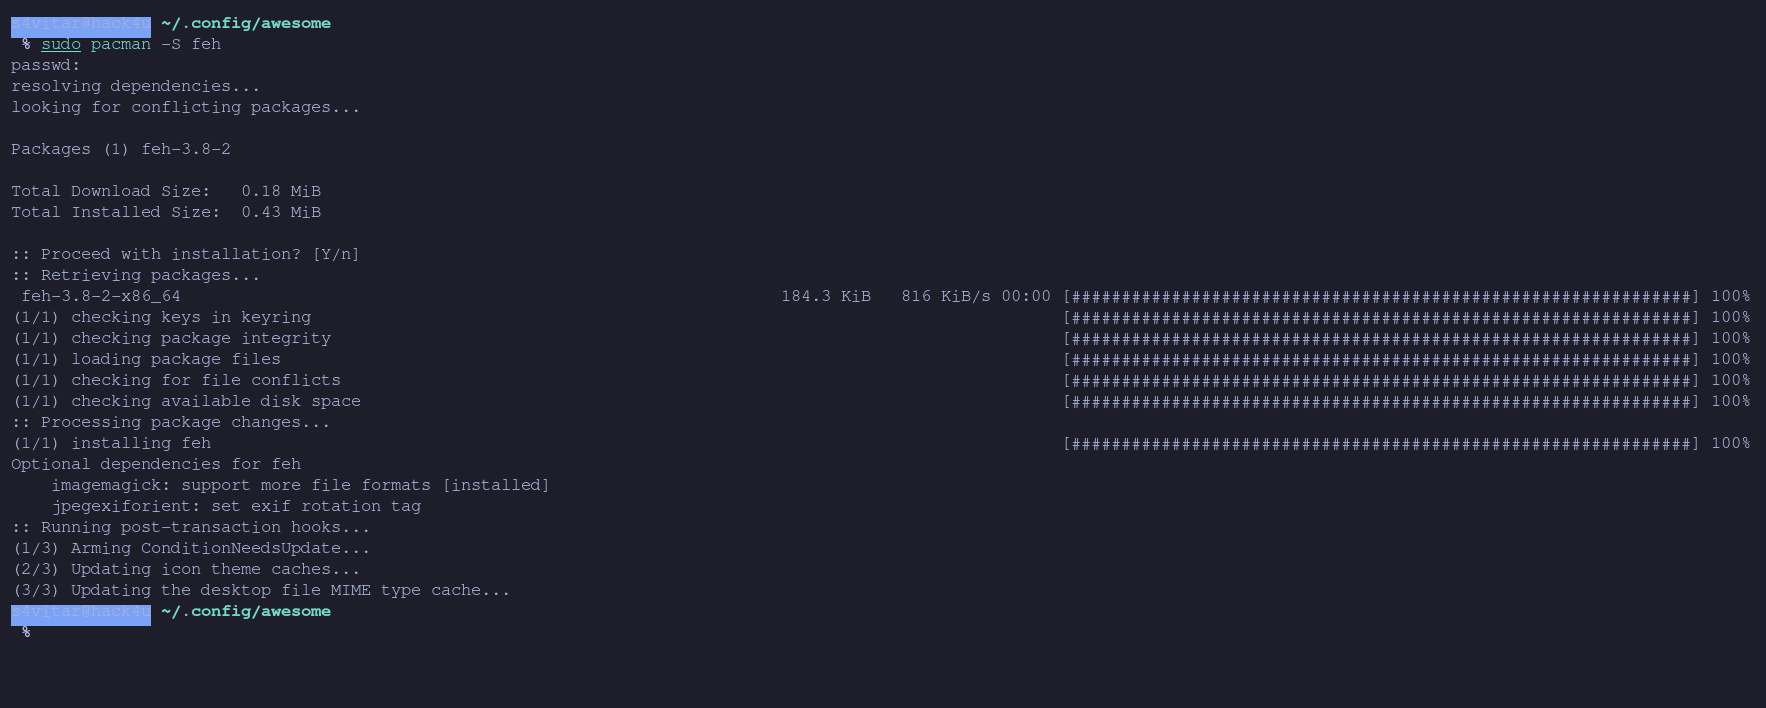 s4vitar@hack4u ~/.config/awesome
% sudo pacman -S feh
passwd:
resolving dependencies...
looking for conflicting packages...
Packages (1) feh-3.8-2
Total Download Size:   0.18 MiB
Total Installed Size:  0.43 MiB
:: Proceed with installation? [Y/n]
:: Retrieving packages...
feh-3.8-2-x86_64 184.3 KiB   816 KiB/s 00:00 [##############################################################] 100%
(1/1) checking keys in keyring [##############################################################] 100%
(1/1) checking package integrity [##############################################################] 100%
(1/1) loading package files [##############################################################] 100%
(1/1) checking for file conflicts [##############################################################] 100%
(1/1) checking available disk space [##############################################################] 100%
:: Processing package changes...
(1/1) installing feh [##############################################################] 100%
Optional dependencies for feh
    imagemagick: support more file formats [installed]
    jpegexiforient: set exif rotation tag
:: Running post-transaction hooks...
(1/3) Arming ConditionNeedsUpdate...
(2/3) Updating icon theme caches...
(3/3) Updating the desktop file MIME type cache...
s4vitar@hack4u ~/.config/awesome
%